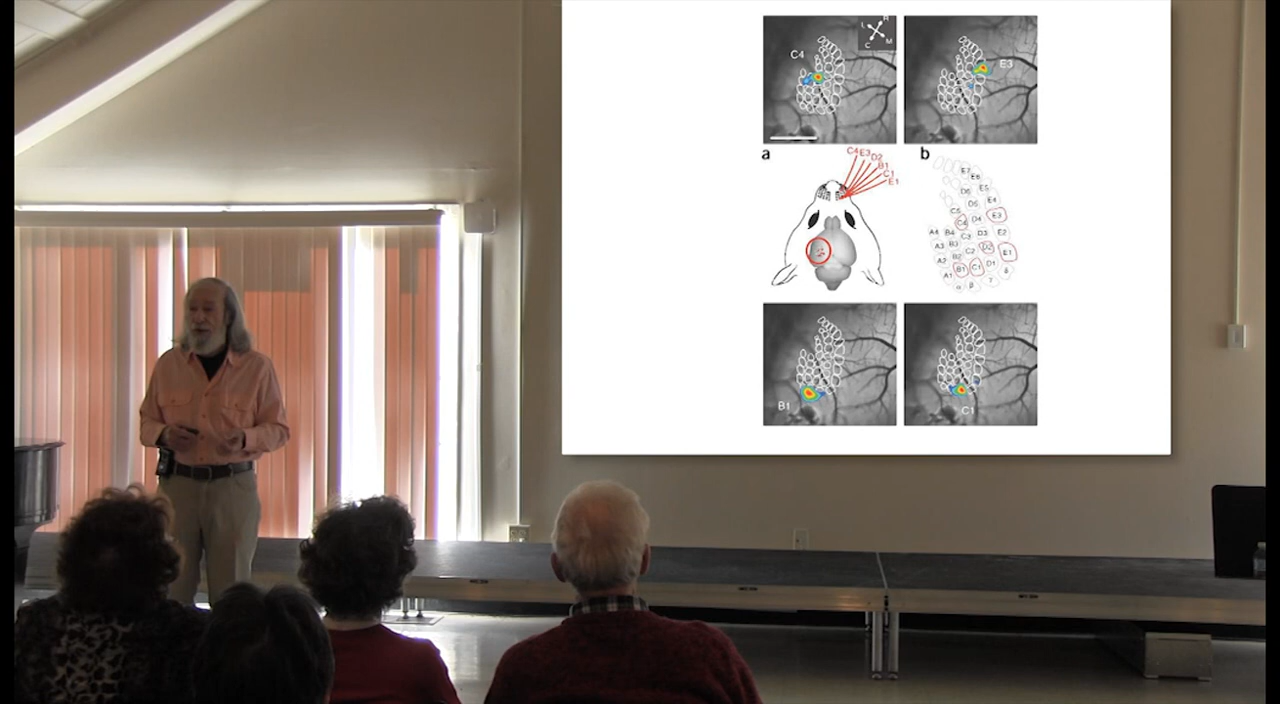 C4
R
L
M
C
E3
a
b
C4 E3 D2 B1 C1 E1
E7
E6
D6 E5
E4
D5
C5 E3
C4 D4
A4 B4 C3 D3 E2
A3 B3
C2 D2
E1
A2 B2
B1 C1 D1
A1 δ
α β γ
B1
C1